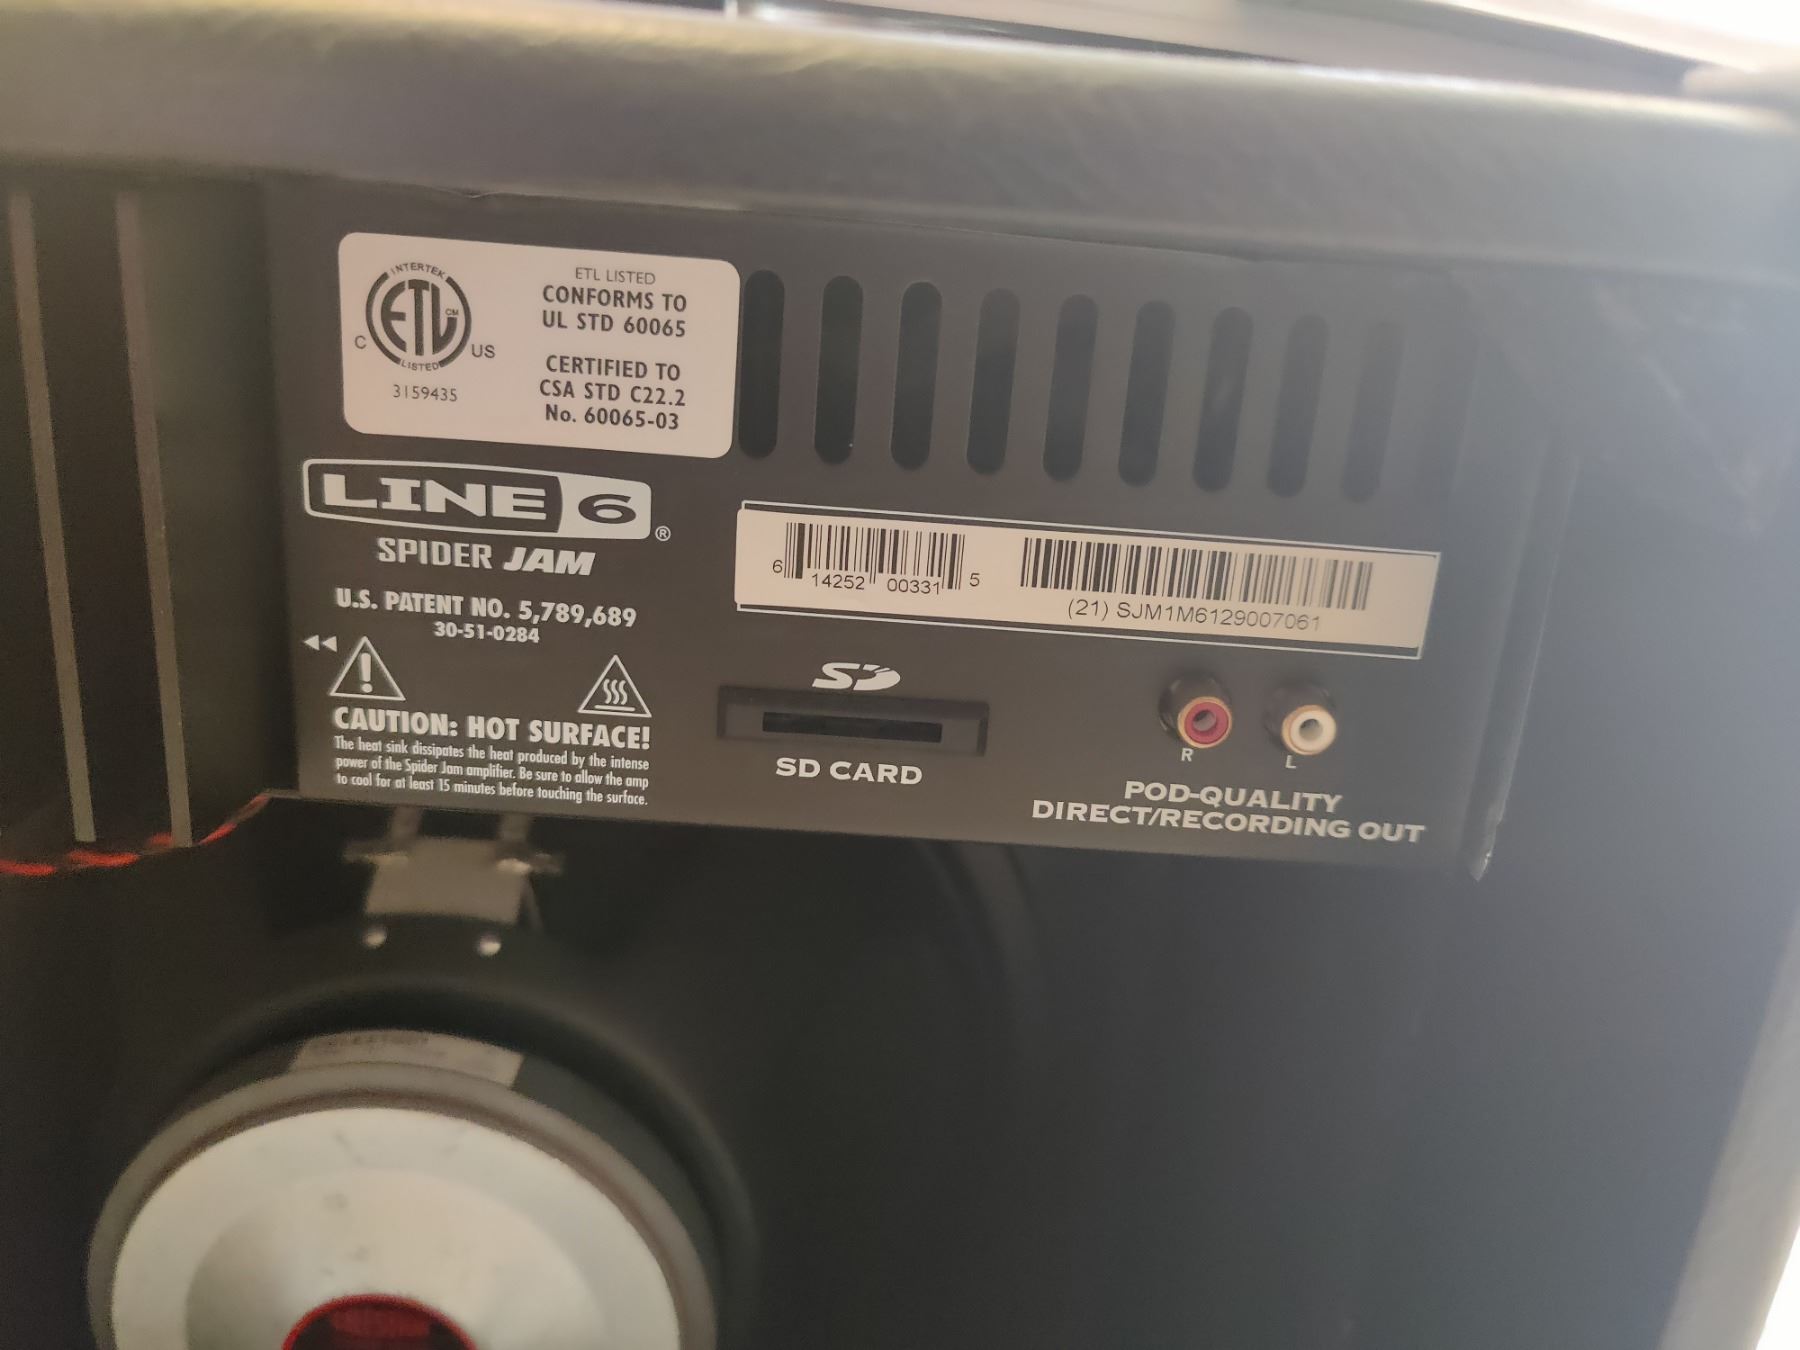 INTERTEK
ETL
CM
LISTED
C
US
3159435
ETL LISTED
CONFORMS TO
UL STD 60065
CERTIFIED TO
CSA STD C22.2
No. 60065-03
LINE 6®
SPIDER JAM
U.S. PATENT NO. 5,789,689
30-51-0284
CAUTION: HOT SURFACE!
The heat sink dissipates the heat produced by the intense
power of the Spider Jam amplifier. Be sure to allow the amp
to cool for at least 15 minutes before touching the surface.
6 14252 00331 5
(21) SJM1M6129007061
SD
SD CARD
R
L
POD-QUALITY
DIRECT/RECORDING OUT